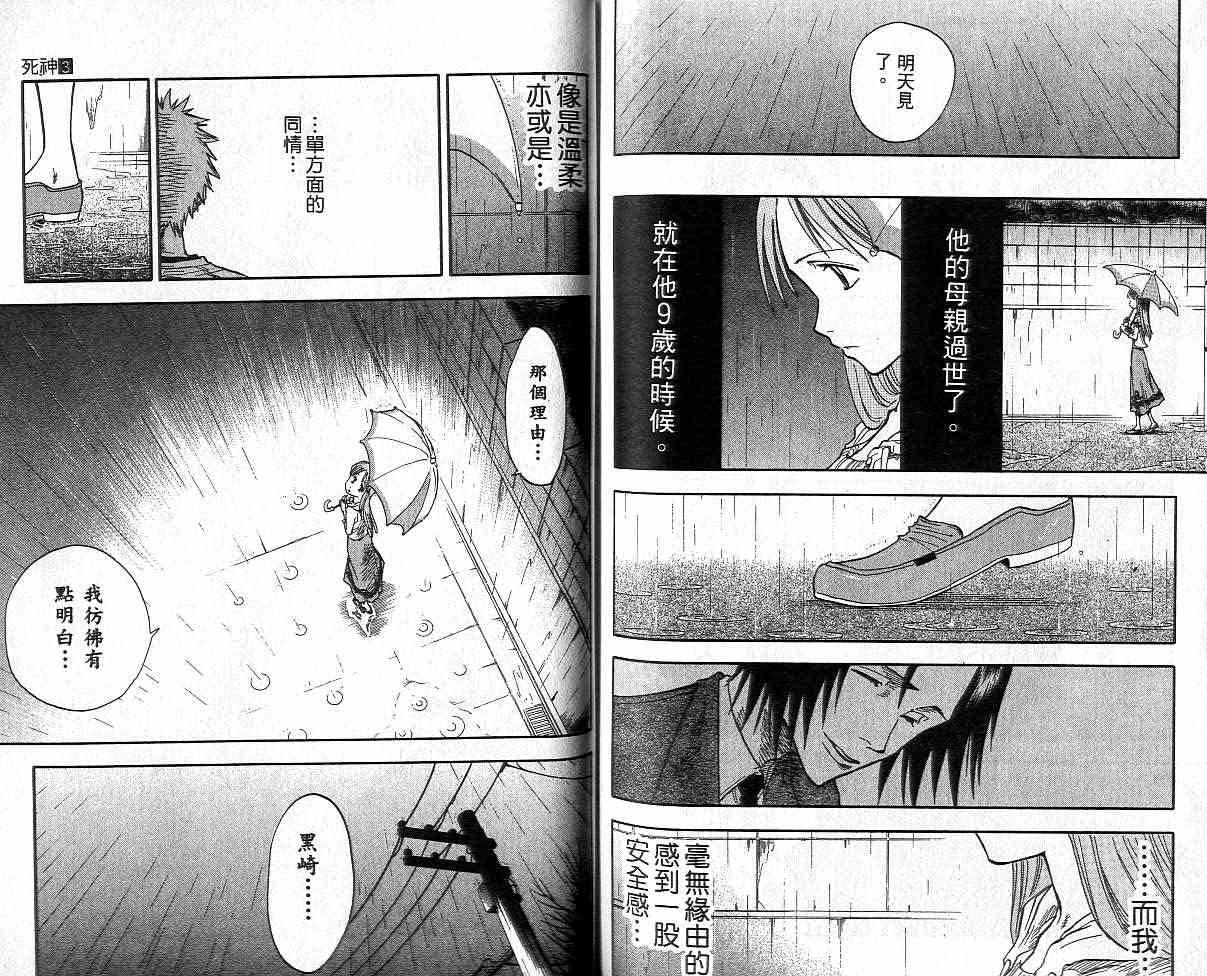 明天見
了。
他的母親過世了。
就在他9歲的時候。
……而我…
毫無緣由的
感到一股
安全感…
死神3
像是溫柔
亦或是…
…單方面的
同情…
那個理由…
我彷彿有
點明白…
黑崎……